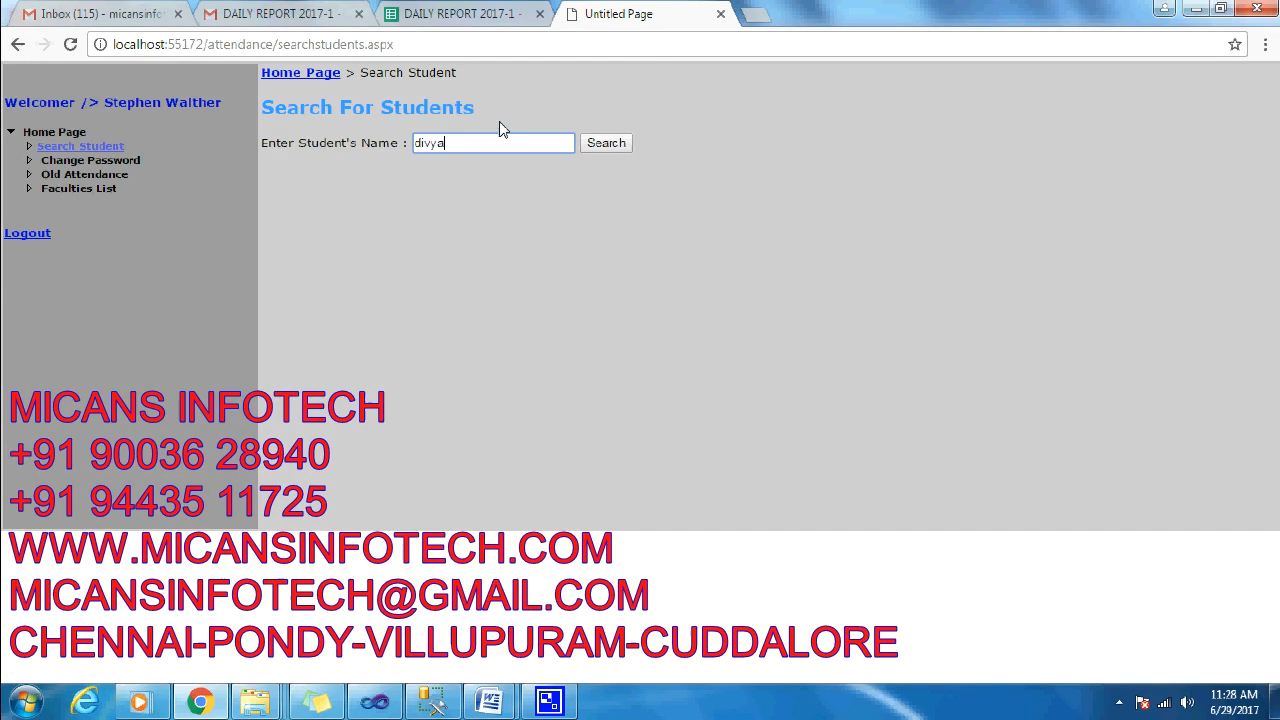 Inbox (115) - micansinfot
DAILY REPORT 2017-1 -
DAILY REPORT 2017-1 -
Untitled Page
localhost:55172/attendance/searchstudents.aspx
Home Page > Search Student
Welcomer /> Stephen Walther
Search For Students
Home Page
Enter Student's Name : divya Search
Search Student
Change Password
Old Attendance
Faculties List
Logout
MICANS INFOTECH
+91 90036 28940
+91 94435 11725
WWW.MICANSINFOTECH.COM
MICANSINFOTECH@GMAIL.COM
CHENNAI-PONDY-VILLUPURAM-CUDDALORE
11:28 AM
6/29/2017